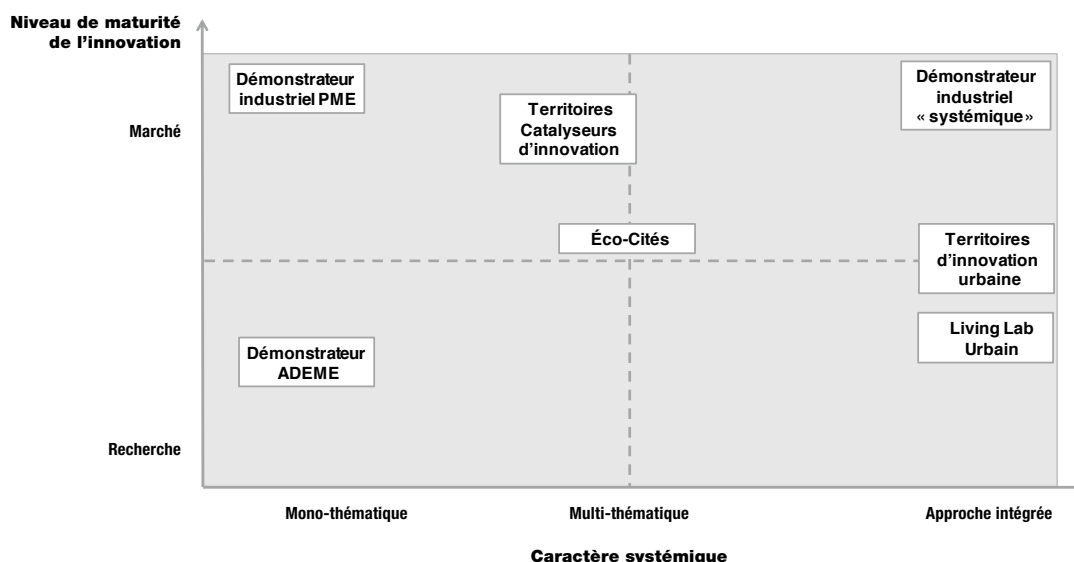 Niveau de maturité
de l'innovation
Démonstrateur
industriel PME
Territoires
Catalyseurs
d'innovation
Démonstrateur
industriel
« systémique »
Marché
Éco-Cités
Territoires
d'innovation
urbaine
Living Lab
Urbain
Démonstrateur
ADEME
Recherche
Mono-thématique
Multi-thématique
Approche intégrée
Caractère systémique